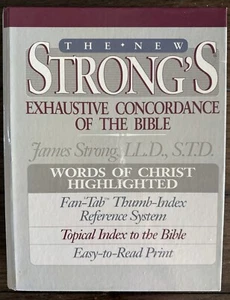 THE • NEW
STRONG'S
EXHAUSTIVE CONCORDANCE
OF THE BIBLE
James Strong, LL.D., S.T.D.
WORDS OF CHRIST
HIGHLIGHTED
Fan-Tab™ Thumb-Index
Reference System
Topical Index to the Bible
Easy-to-Read Print